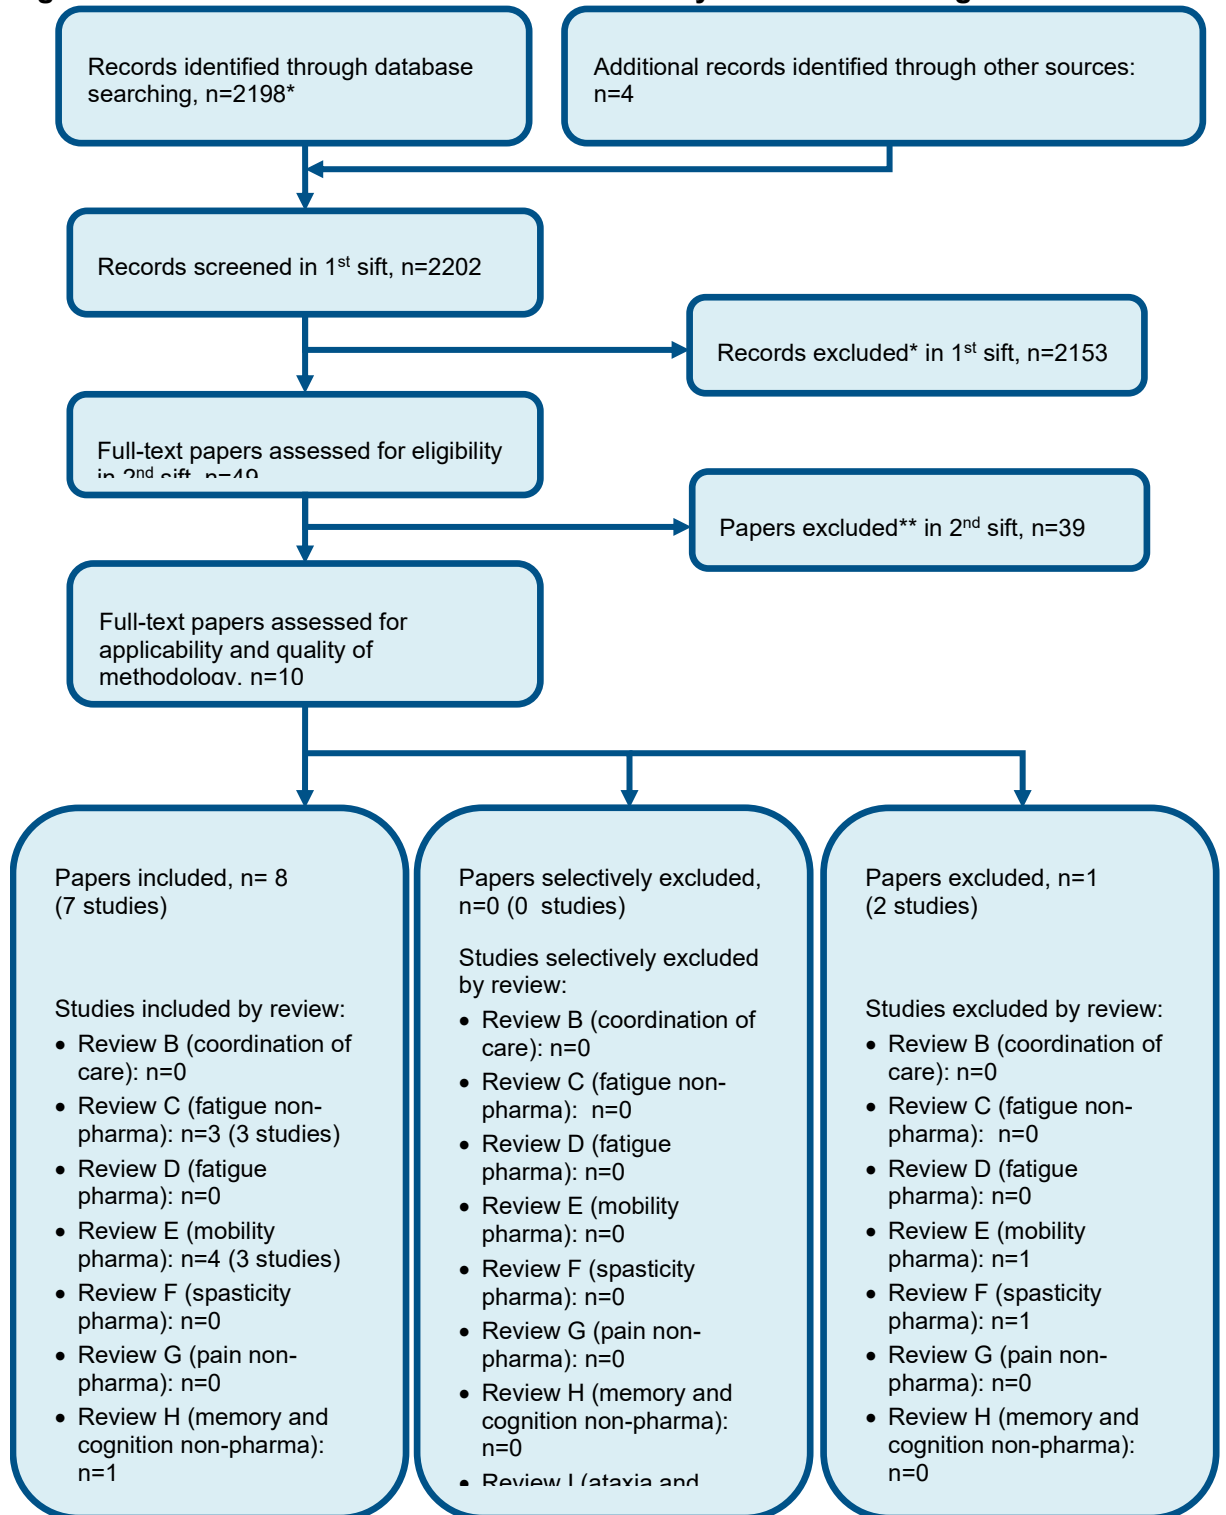 Records identified through database
searching, n=2198*
Additional records identified through other sources:
n=4
Records screened in 1st sift, n=2202
Records excluded* in 1st sift, n=2153
Full-text papers assessed for eligibility
in 2nd sift, n=49
Papers excluded** in 2nd sift, n=39
Full-text papers assessed for
applicability and quality of
methodology, n=10
Papers included, n= 8
(7 studies)
Studies included by review:
• Review B (coordination of
care): n=0
• Review C (fatigue non-
pharma): n=3 (3 studies)
• Review D (fatigue
pharma): n=0
• Review E (mobility
pharma): n=4 (3 studies)
• Review F (spasticity
pharma): n=0
• Review G (pain non-
pharma): n=0
• Review H (memory and
cognition non-pharma):
n=1
Papers selectively excluded,
n=0 (0 studies)
Studies selectively excluded
by review:
• Review B (coordination of
care): n=0
• Review C (fatigue non-
pharma): n=0
• Review D (fatigue
pharma): n=0
• Review E (mobility
pharma): n=0
• Review F (spasticity
pharma): n=0
• Review G (pain non-
pharma): n=0
• Review H (memory and
cognition non-pharma):
n=0
• Review I (ataxia and
Papers excluded, n=1
(2 studies)
Studies excluded by review:
• Review B (coordination of
care): n=0
• Review C (fatigue non-
pharma): n=0
• Review D (fatigue
pharma): n=0
• Review E (mobility
pharma): n=1
• Review F (spasticity
pharma): n=1
• Review G (pain non-
pharma): n=0
• Review H (memory and
cognition non-pharma):
n=0